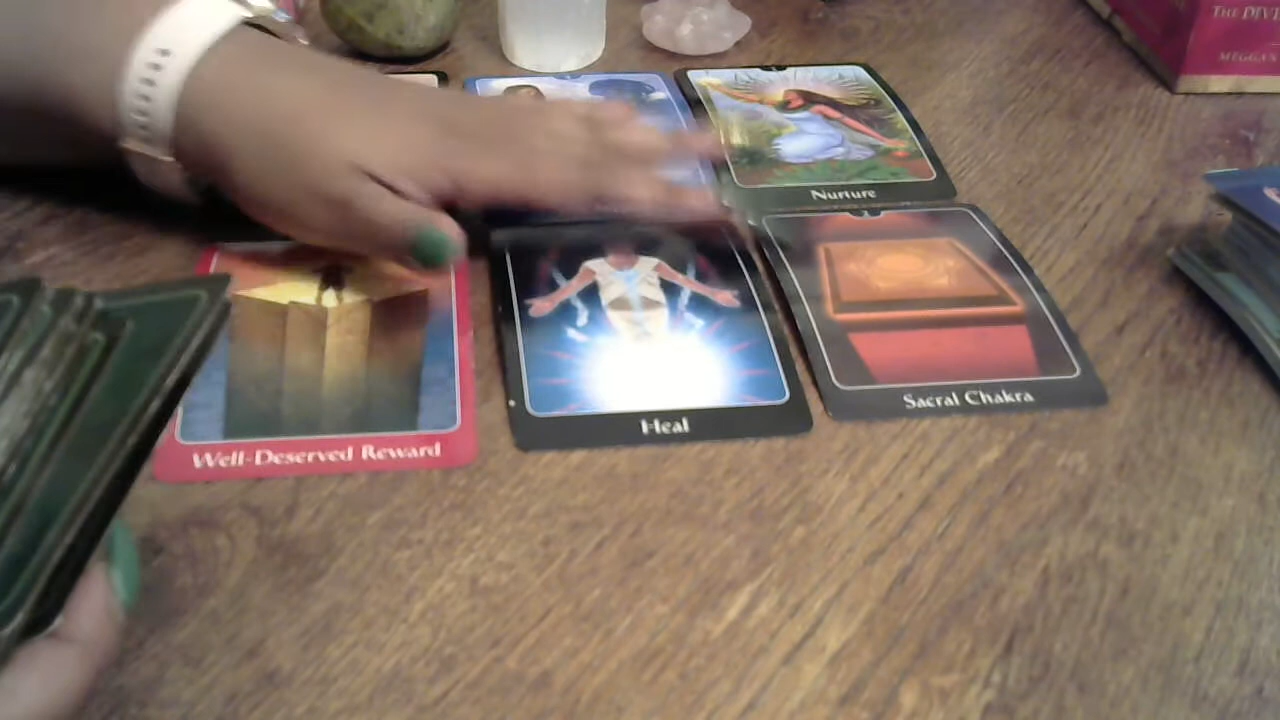 THE DIVI
MEGGAN
Nurture
Sacral Chakra
Heal
Well-Deserved Reward